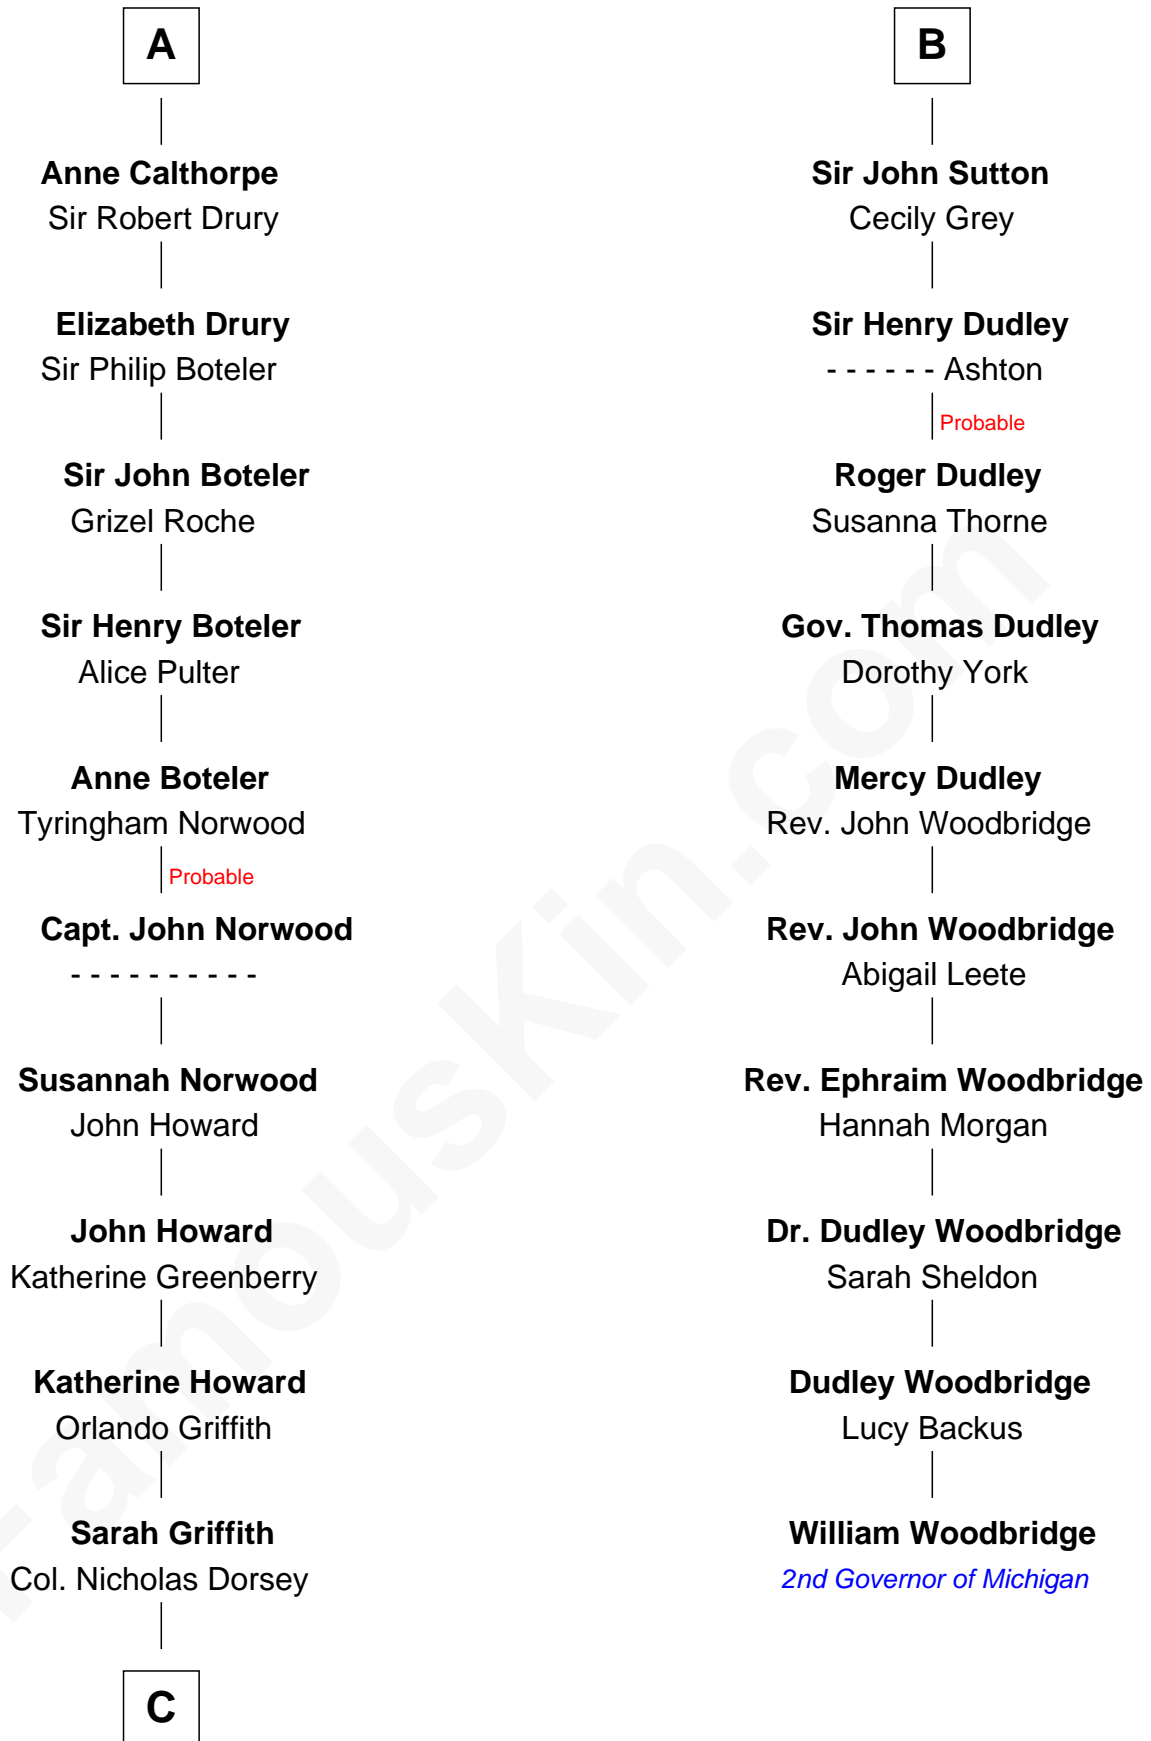 A
Anne Calthorpe
Sir Robert Drury
Elizabeth Drury
Sir Philip Boteler
Sir John Boteler
Grizel Roche
Sir Henry Boteler
Alice Pulter
Anne Boteler
Tyringham Norwood
Probable
Capt. John Norwood
- - - - - - - - - -
Susannah Norwood
John Howard
John Howard
Katherine Greenberry
Katherine Howard
Orlando Griffith
Sarah Griffith
Col. Nicholas Dorsey
C
B
Sir John Sutton
Cecily Grey
Sir Henry Dudley
- - - - - - Ashton
Probable
Roger Dudley
Susanna Thorne
Gov. Thomas Dudley
Dorothy York
Mercy Dudley
Rev. John Woodbridge
Rev. John Woodbridge
Abigail Leete
Rev. Ephraim Woodbridge
Hannah Morgan
Dr. Dudley Woodbridge
Sarah Sheldon
Dudley Woodbridge
Lucy Backus
William Woodbridge
2nd Governor of Michigan
FamousKin.com